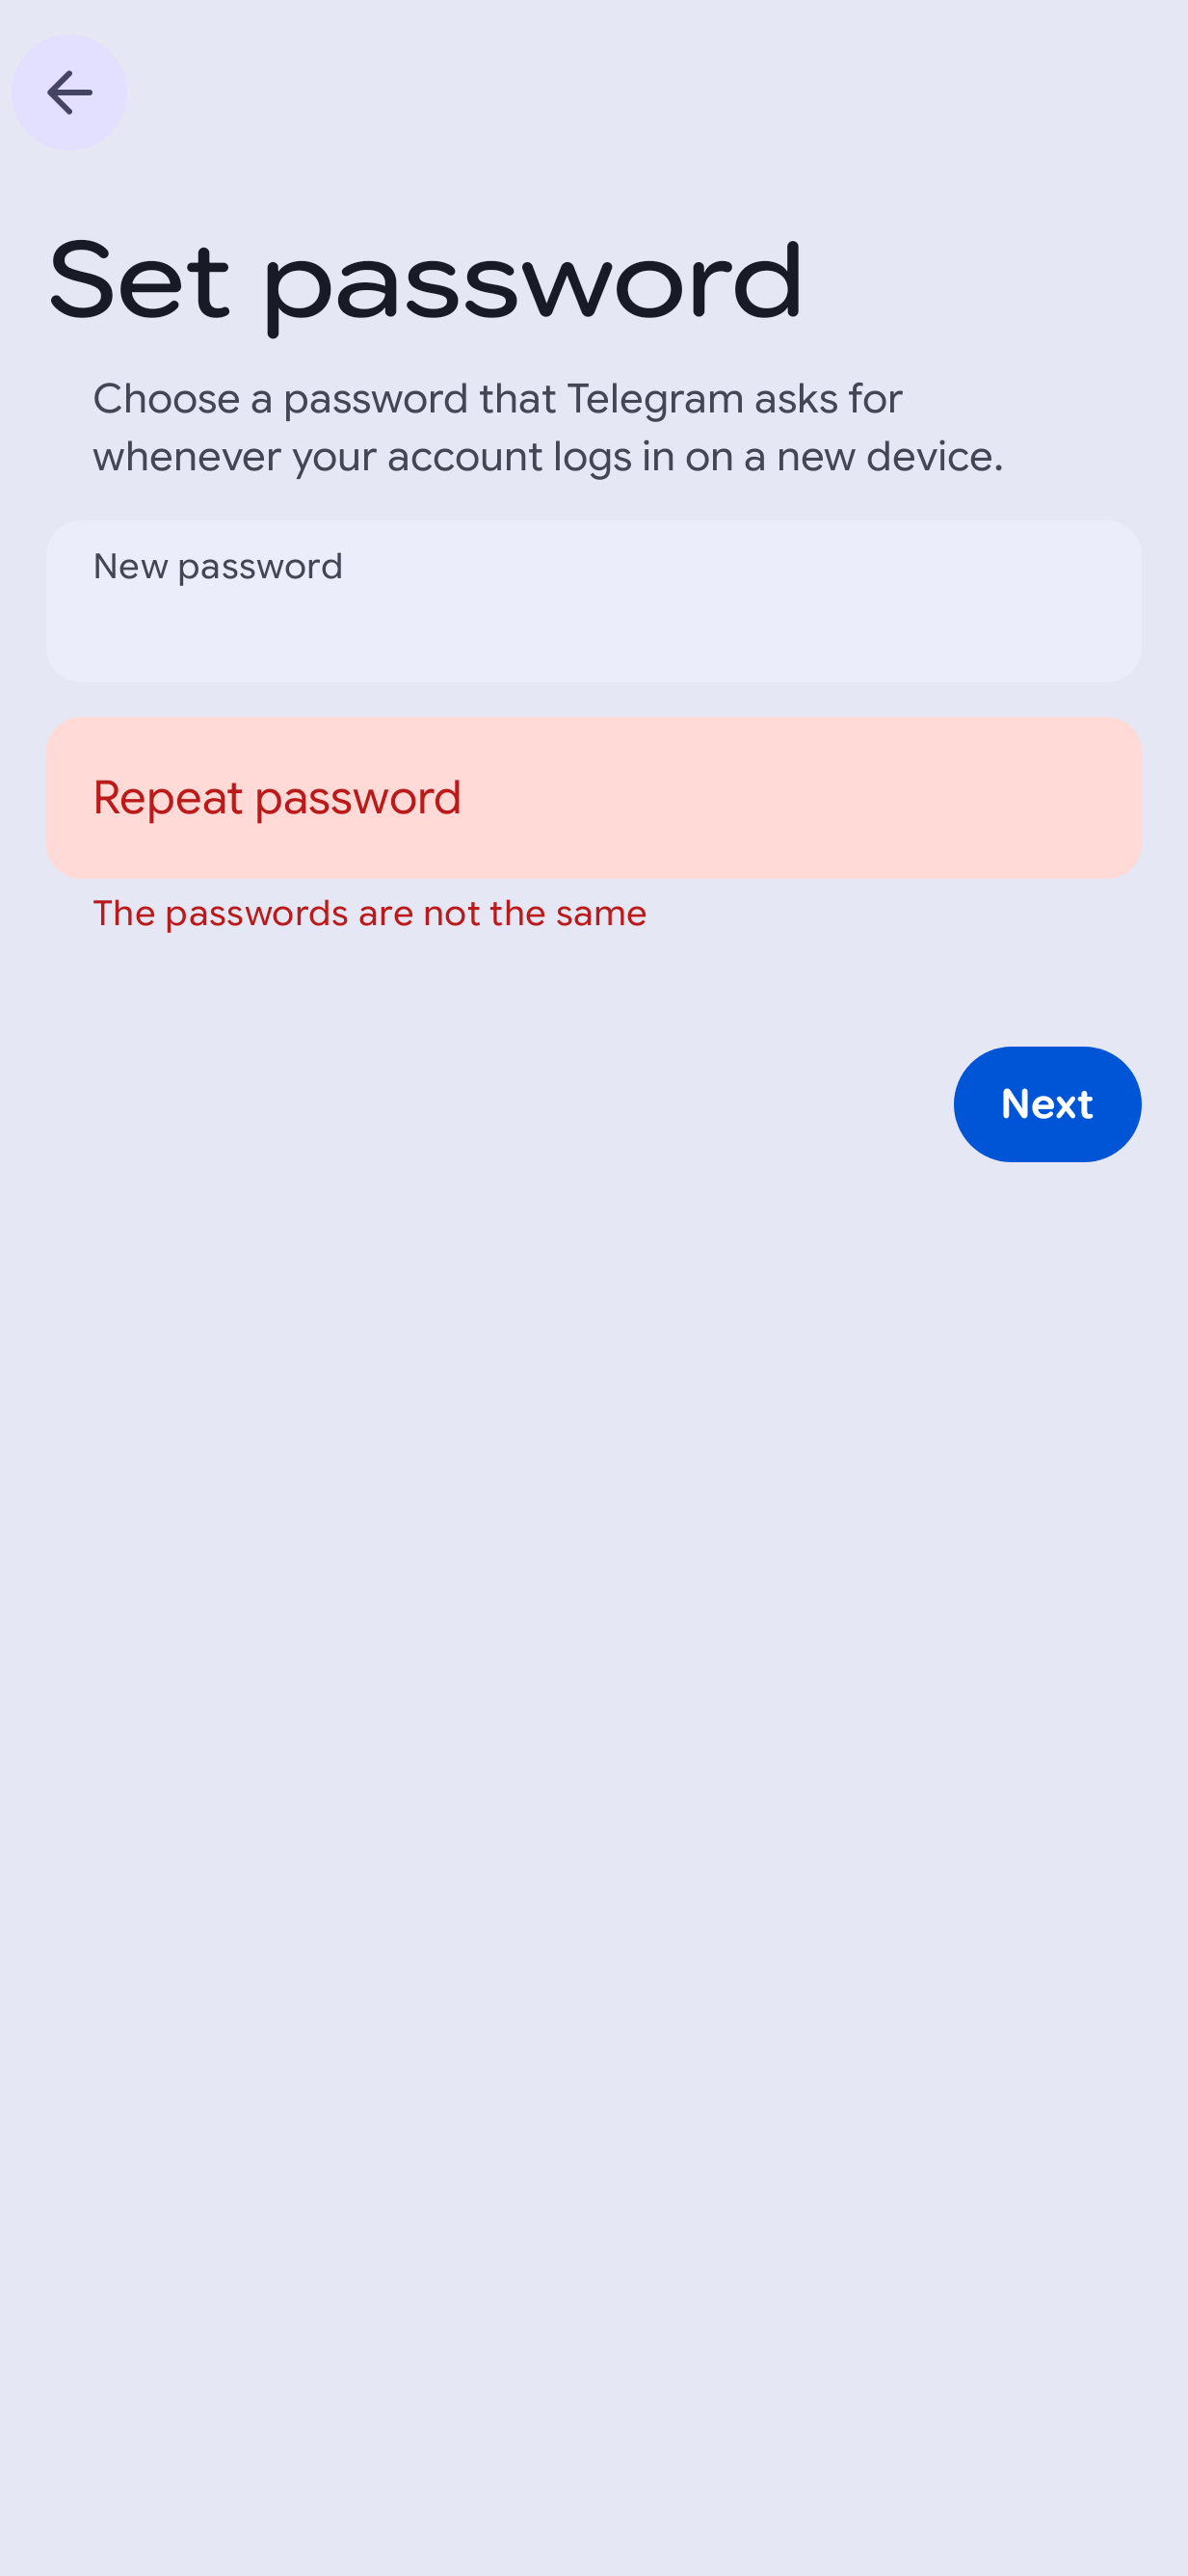 Set password
Choose a password that Telegram asks for
whenever your account logs in on a new device.
New password
Repeat password
The passwords are not the same
Next